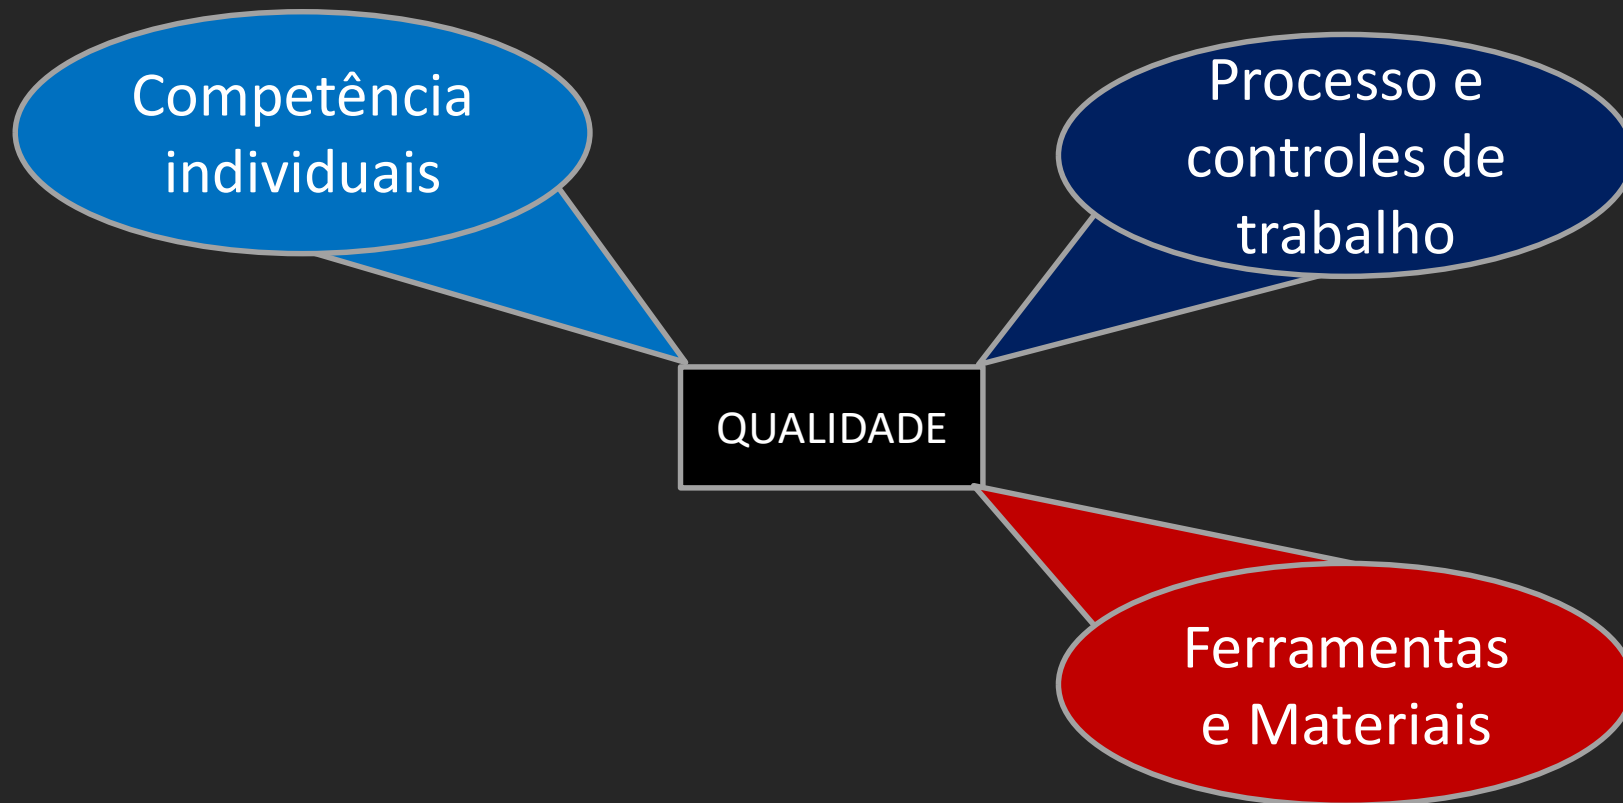 Competência
individuais
Processo e
controles de
trabalho
QUALIDADE
Ferramentas
e Materiais